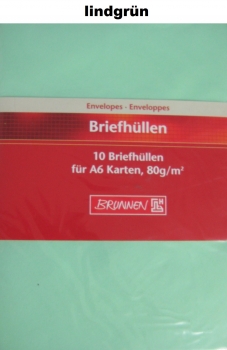 lindgrün
Envelopes - Enveloppes
Briefhüllen
10 Briefhüllen
für A6 Karten, 80g/m²
BRUNNEN